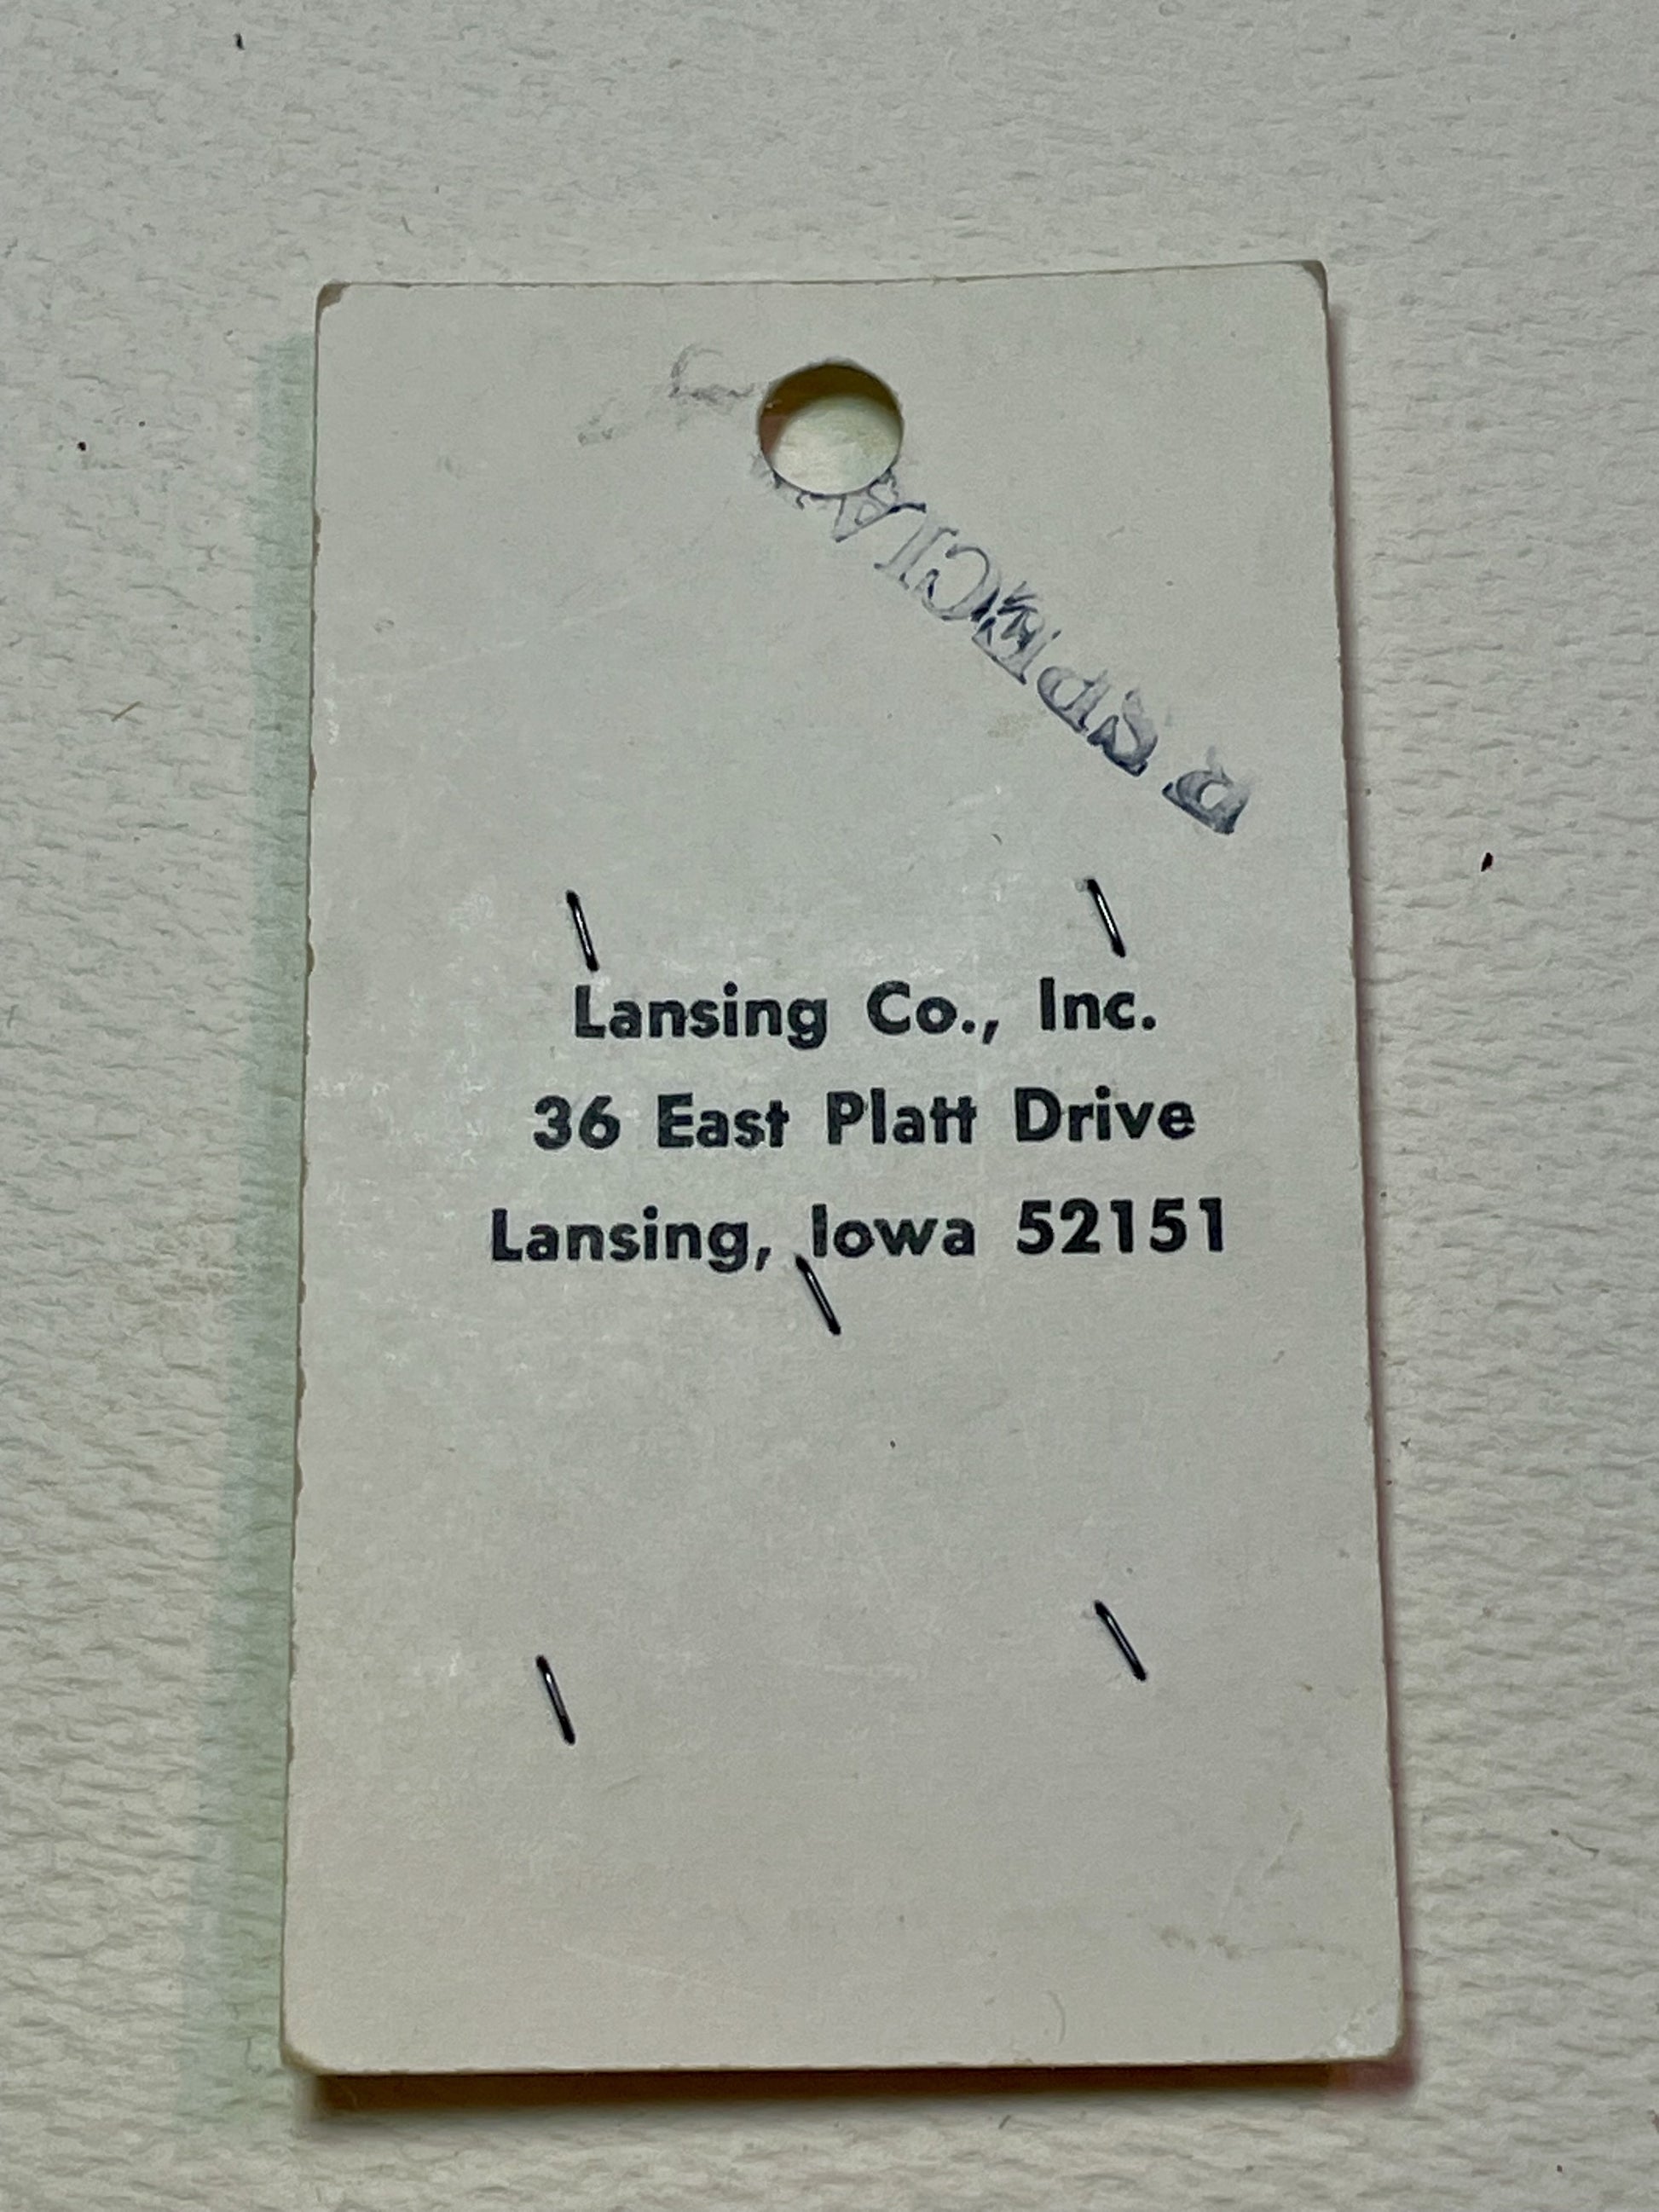 Lansing Co., Inc.
36 East Platt Drive
Lansing, Iowa 52151